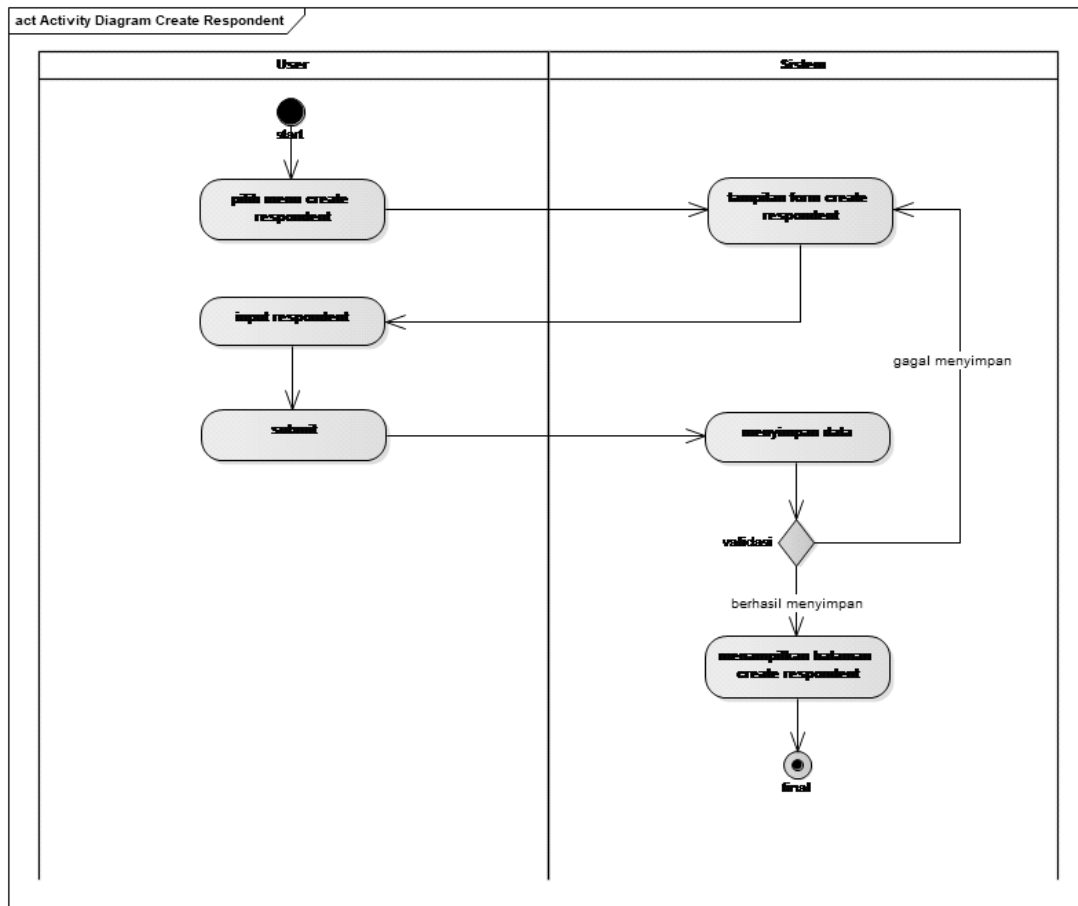 act Activity Diagram Create Respondent
User
Sistem
start
pilih menu create
respondent
tampilan form create
respondent
input respondent
gagal menyimpan
submit
menyimpan data
validasi
berhasil menyimpan
menampilkan halaman
create respondent
final